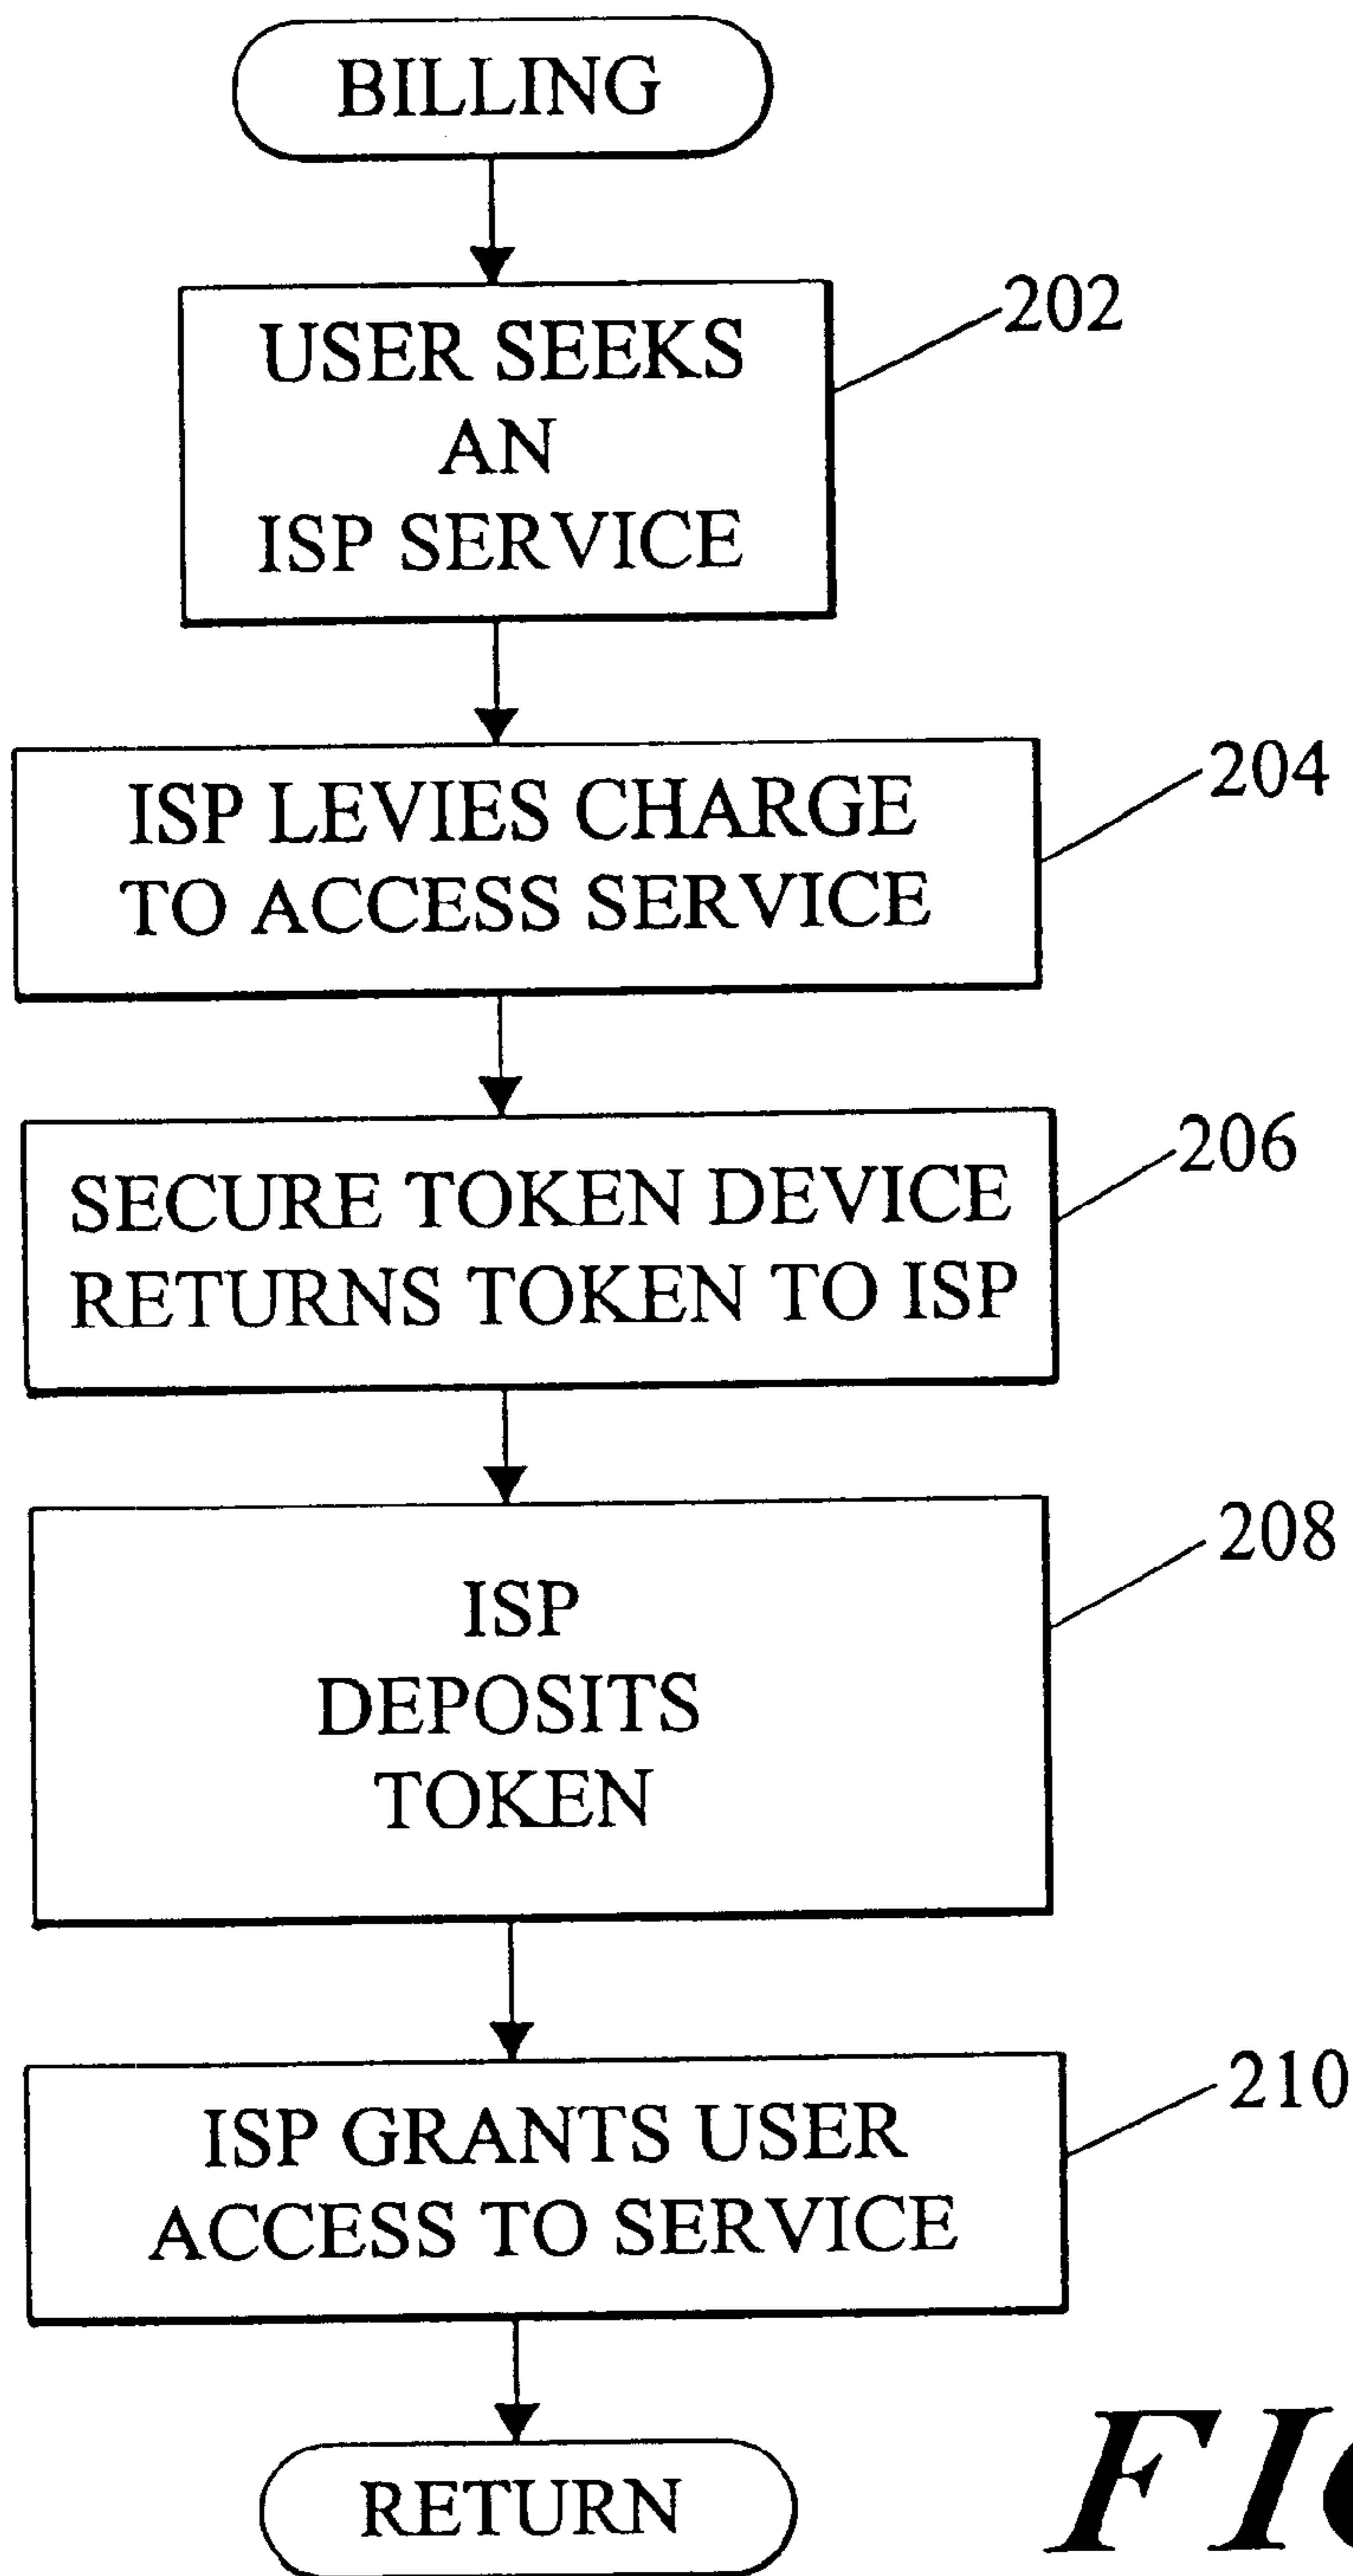 BILLING
USER SEEKS
AN
ISP SERVICE
202
ISP LEVIES CHARGE
TO ACCESS SERVICE
204
SECURE TOKEN DEVICE
RETURNS TOKEN TO ISP
206
ISP
DEPOSITS
TOKEN
208
ISP GRANTS USER
ACCESS TO SERVICE
210
RETURN